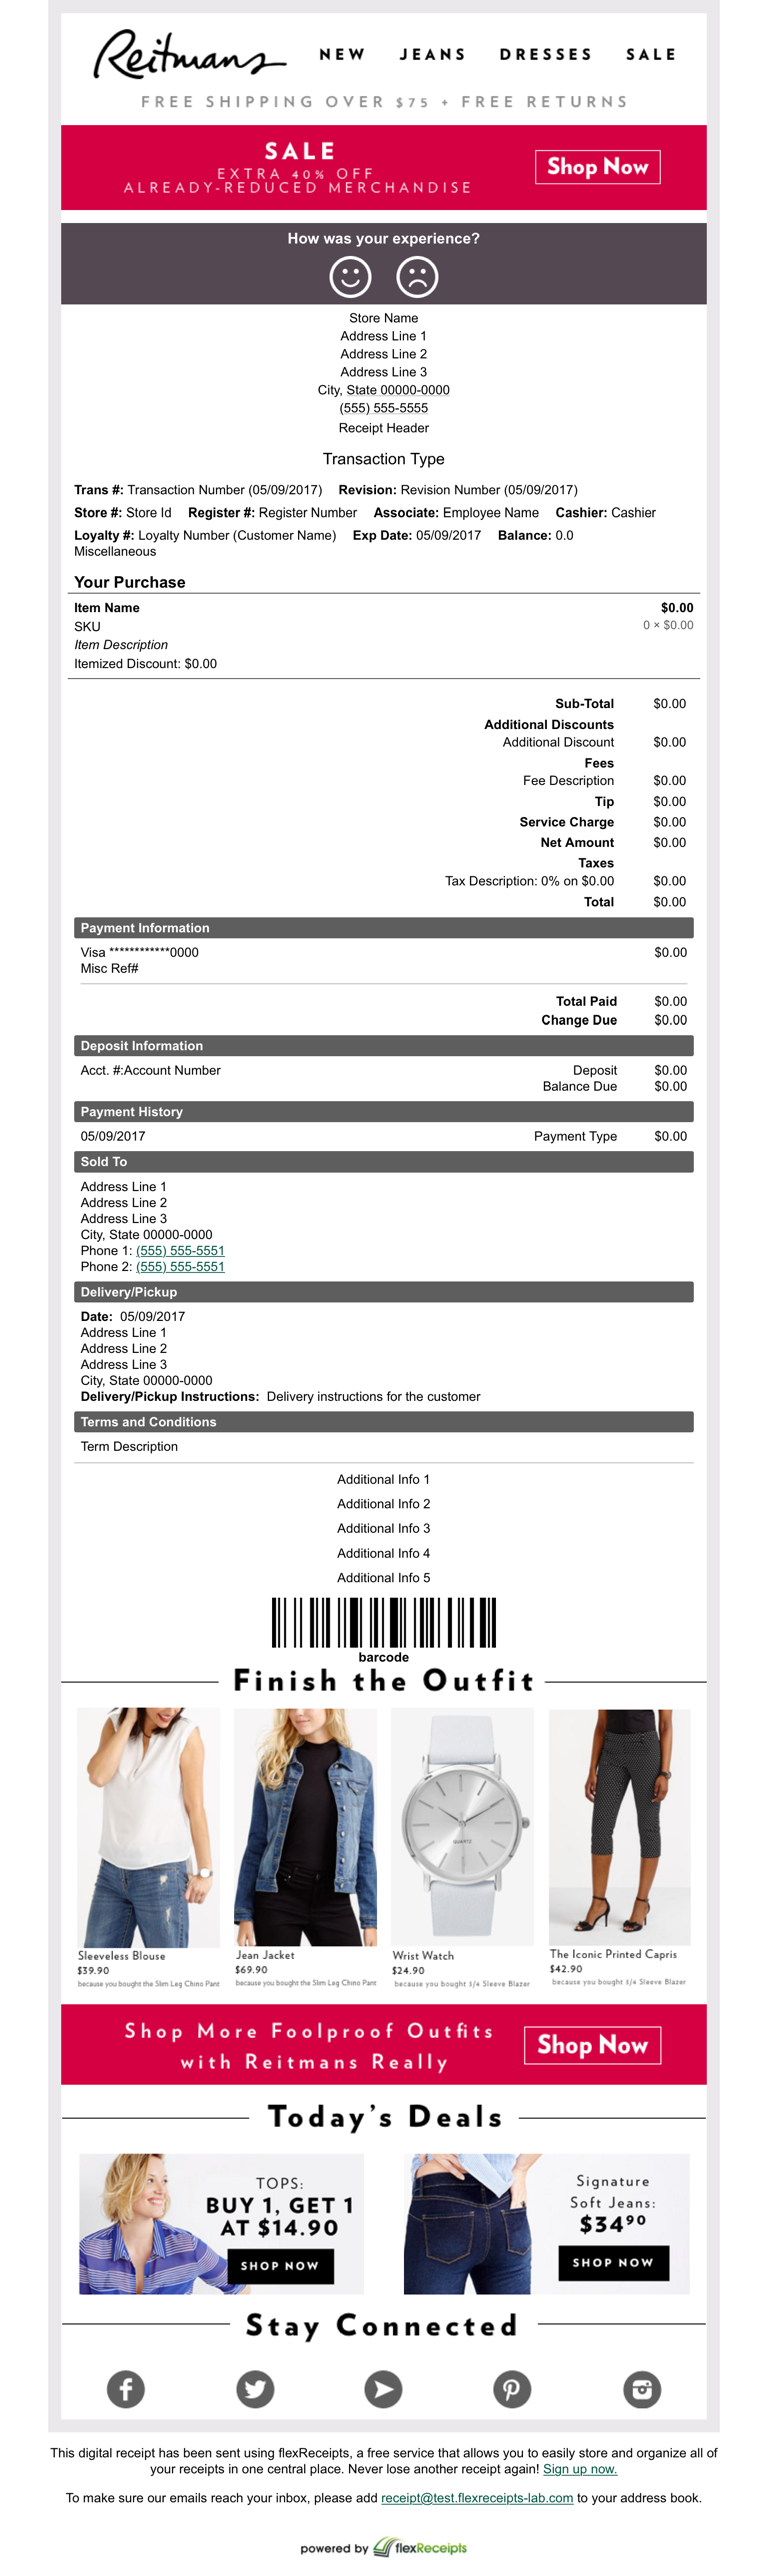 Reitmans NEW JEANS DRESSES SALE
FREE SHIPPING OVER $75 + FREE RETURNS
SALE
EXTRA 40% OFF
ALREADY-REDUCED MERCHANDISE
Shop Now
How was your experience?
Store Name
Address Line 1
Address Line 2
Address Line 3
City, State 00000-0000
(555) 555-5555
Receipt Header
Transaction Type
Trans #: Transaction Number (05/09/2017) Revision: Revision Number (05/09/2017)
Store #: Store Id Register #: Register Number Associate: Employee Name Cashier: Cashier
Loyalty #: Loyalty Number (Customer Name) Exp Date: 05/09/2017 Balance: 0.0
Miscellaneous
Your Purchase
Item Name $0.00
SKU 0 × $0.00
Item Description
Itemized Discount: $0.00
Sub-Total $0.00
Additional Discounts
Additional Discount $0.00
Fees
Fee Description $0.00
Tip $0.00
Service Charge $0.00
Net Amount $0.00
Taxes
Tax Description: 0% on $0.00 $0.00
Total $0.00
Payment Information
Visa ************0000 $0.00
Misc Ref#
Total Paid $0.00
Change Due $0.00
Deposit Information
Acct. #:Account Number Deposit $0.00
Balance Due $0.00
Payment History
05/09/2017 Payment Type $0.00
Sold To
Address Line 1
Address Line 2
Address Line 3
City, State 00000-0000
Phone 1: (555) 555-5551
Phone 2: (555) 555-5551
Delivery/Pickup
Date: 05/09/2017
Address Line 1
Address Line 2
Address Line 3
City, State 00000-0000
Delivery/Pickup Instructions: Delivery instructions for the customer
Terms and Conditions
Term Description
Additional Info 1
Additional Info 2
Additional Info 3
Additional Info 4
Additional Info 5
barcode
Finish the Outfit
QUARTZ
Sleeveless Blouse
$39.90
because you bought the Slim Leg Chino Pant
Jean Jacket
$69.90
because you bought the Slim Leg Chino Pant
Wrist Watch
$24.90
because you bought 3/4 Sleeve Blazer
The Iconic Printed Capris
$42.90
because you bought 3/4 Sleeve Blazer
Shop More Foolproof Outfits
with Reitmans Really
Shop Now
Today's Deals
TOPS:
BUY 1, GET 1
AT $14.90
SHOP NOW
Signature
Soft Jeans:
$3490
SHOP NOW
Stay Connected
This digital receipt has been sent using flexReceipts, a free service that allows you to easily store and organize all of
your receipts in one central place. Never lose another receipt again! Sign up now.
To make sure our emails reach your inbox, please add receipt@test.flexreceipts-lab.com to your address book.
powered by flexReceipts